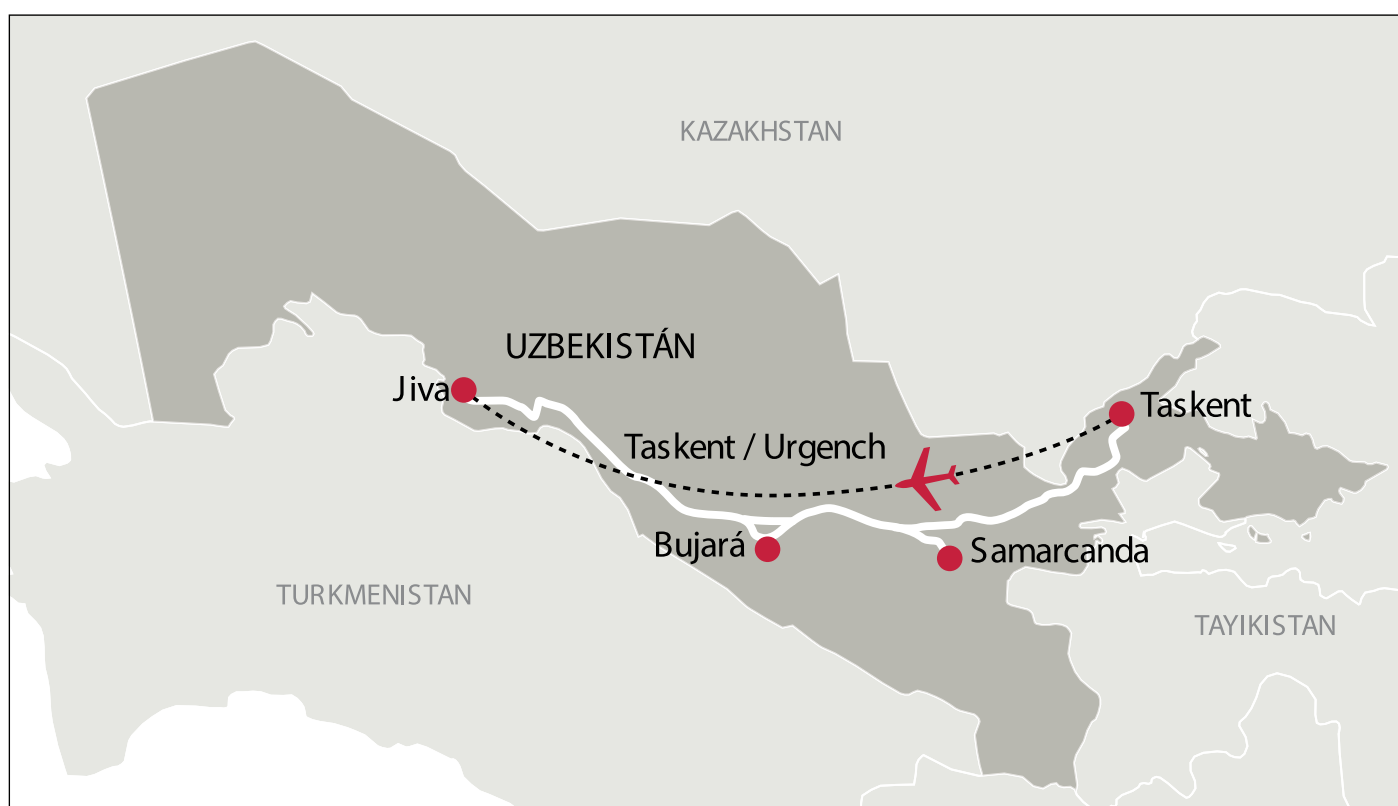 KAZAKHSTAN
UZBEKISTÁN
Jiva
Taskent
Taskent / Urgench
Bujará
Samarcanda
TURKMENISTAN
TAYIKISTAN